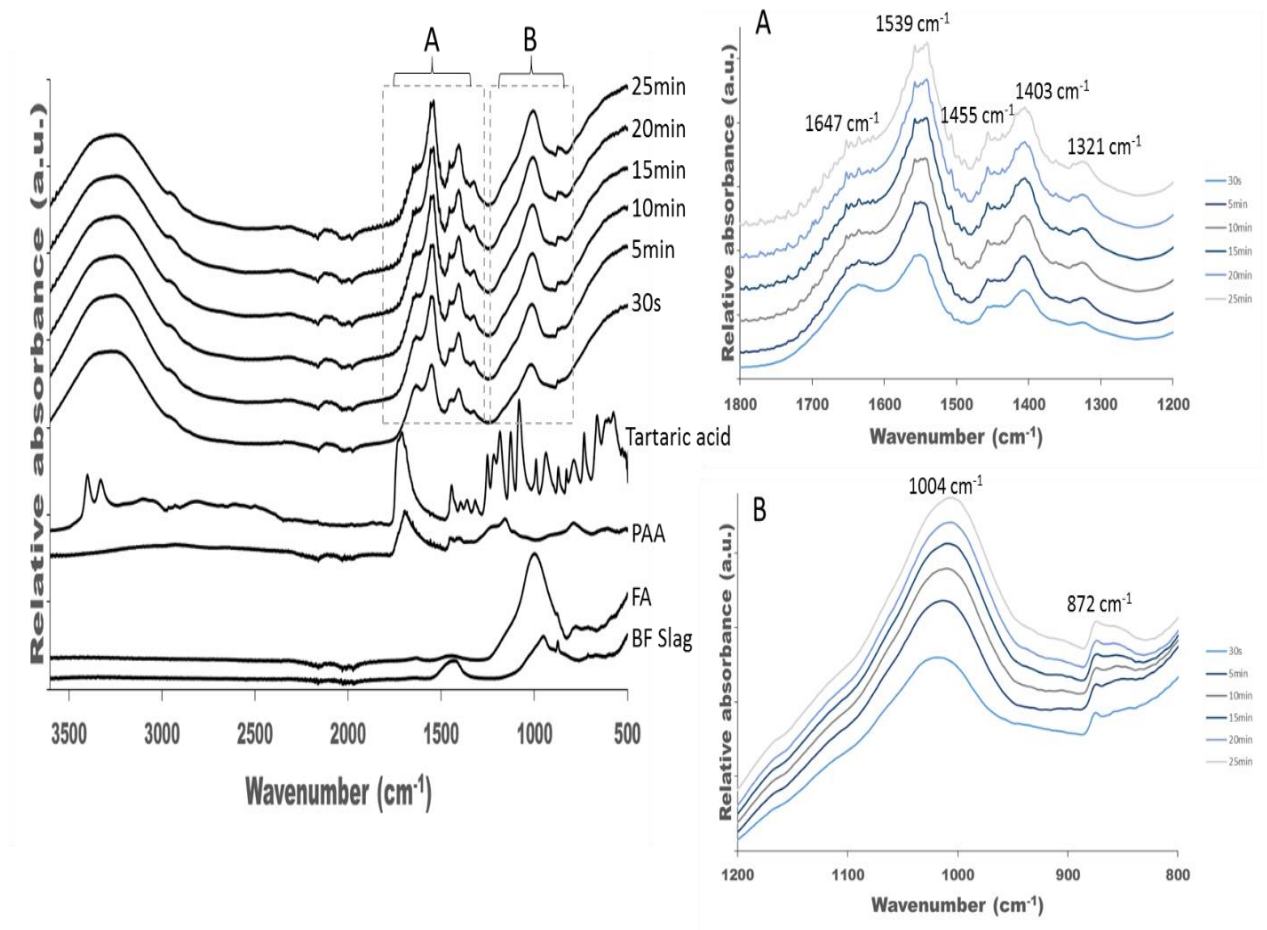 A
B
25min
20min
15min
10min
5min
30s
Tartaric acid
PAA
FA
BF Slag
Relative absorbance (a.u.)
3500 3000 2500 2000 1500 1000 500
Wavenumber (cm-1)
A
1539 cm-1
1403 cm-1
1647 cm-1
1455 cm-1
1321 cm-1
Relative absorbance (a.u.)
30s
5min
10min
15min
20min
25min
1800 1700 1600 1500 1400 1300 1200
Wavenumber (cm-1)
B
1004 cm-1
872 cm-1
Relative absorbance (a.u.)
30s
5min
10min
15min
20min
25min
1200 1100 1000 900 800
Wavenumber (cm-1)